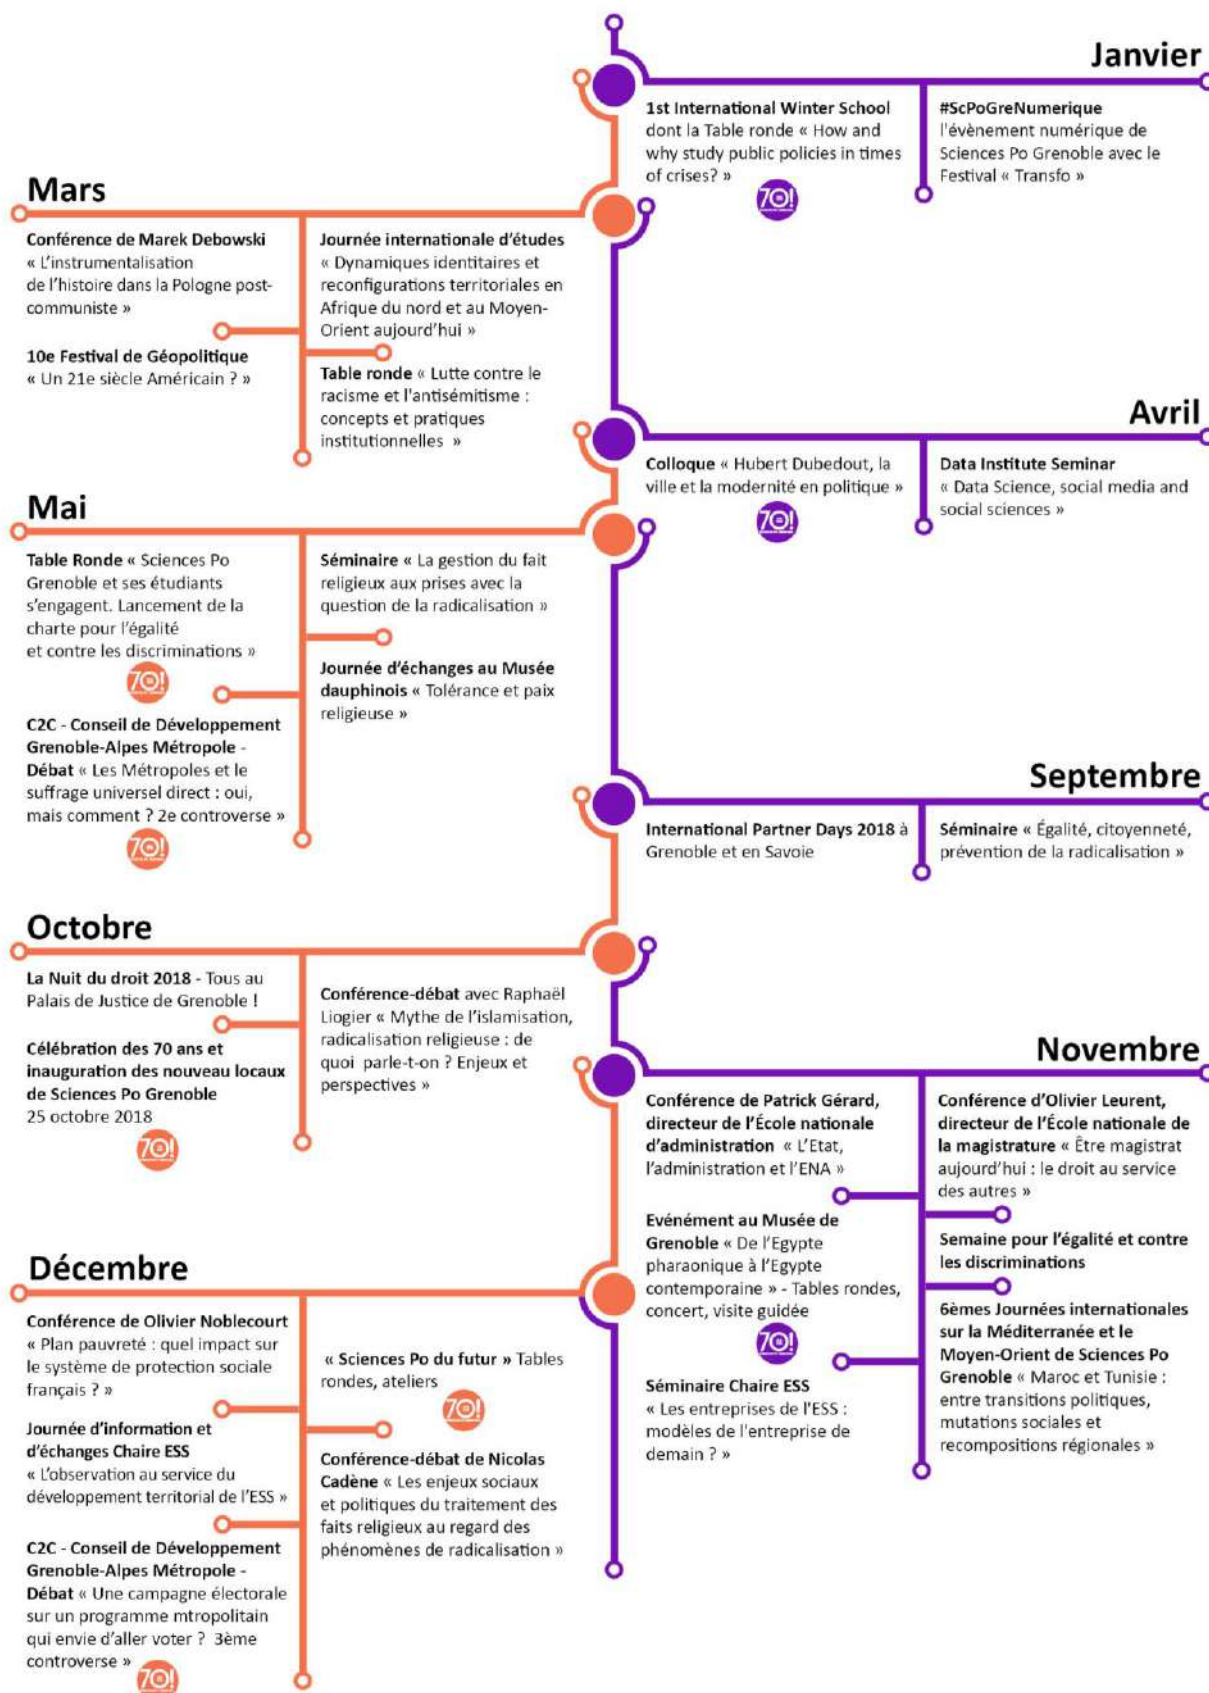 Janvier
1st International Winter School
dont la Table ronde « How and
why study public policies in times
of crises? »
70!
#ScPoGreNumerique
l'évènement numérique de
Sciences Po Grenoble avec le
Festival « Transfo »
Mars
Conférence de Marek Debowski
« L'instrumentalisation
de l'histoire dans la Pologne post-
communiste »
10e Festival de Géopolitique
« Un 21e siècle Américain ? »
Journée internationale d'études
« Dynamiques identitaires et
reconfigurations territoriales en
Afrique du nord et au Moyen-
Orient aujourd'hui »
Table ronde « Lutte contre le
racisme et l'antisémitisme :
concepts et pratiques
institutionnelles »
Avril
Colloque « Hubert Dubedout, la
ville et la modernité en politique »
70!
Data Institute Seminar
« Data Science, social media and
social sciences »
Mai
Table Ronde « Sciences Po
Grenoble et ses étudiants
s'engagent. Lancement de la
charte pour l'égalité
et contre les discriminations »
70!
C2C - Conseil de Développement
Grenoble-Alpes Métropole -
Débat « Les Métropoles et le
suffrage universel direct : oui,
mais comment ? 2e controverse »
70!
Séminaire « La gestion du fait
religieux aux prises avec la
question de la radicalisation »
Journée d'échanges au Musée
dauphinois « Tolérance et paix
religieuse »
Septembre
International Partner Days 2018 à
Grenoble et en Savoie
Séminaire « Égalité, citoyenneté,
prévention de la radicalisation »
Octobre
La Nuit du droit 2018 - Tous au
Palais de Justice de Grenoble !
Célébration des 70 ans et
inauguration des nouveau locaux
de Sciences Po Grenoble
25 octobre 2018
70!
Conférence-débat avec Raphaël
Liogier « Mythe de l'islamisation,
radicalisation religieuse : de
quoi parle-t-on ? Enjeux et
perspectives »
Novembre
Conférence de Patrick Gérard,
directeur de l'École nationale
d'administration « L'Etat,
l'administration et l'ENA »
Evénément au Musée de
Grenoble « De l'Egypte
pharaonique à l'Egypte
contemporaine » - Tables rondes,
concert, visite guidée
70!
Séminaire Chaire ESS
« Les entreprises de l'ESS :
modèles de l'entreprise de
demain ? »
Conférence d'Olivier Leurent,
directeur de l'École nationale de
la magistrature « Être magistrat
aujourd'hui : le droit au service
des autres »
Semaine pour l'égalité et contre
les discriminations
6èmes Journées internationales
sur la Méditerranée et le
Moyen-Orient de Sciences Po
Grenoble « Maroc et Tunisie :
entre transitions politiques,
mutations sociales et
recompositions régionales »
Décembre
Conférence de Olivier Noblecourt
« Plan pauvreté : quel impact sur
le système de protection sociale
français ? »
Journée d'information et
d'échanges Chaire ESS
« L'observation au service du
développement territorial de l'ESS »
C2C - Conseil de Développement
Grenoble-Alpes Métropole -
Débat « Une campagne électorale
sur un programme mtropolitain
qui envie d'aller voter ? 3ème
controverse »
70!
« Sciences Po du futur » Tables
rondes, ateliers
70!
Conférence-débat de Nicolas
Cadène « Les enjeux sociaux
et politiques du traitement des
faits religieux au regard des
phénomènes de radicalisation »